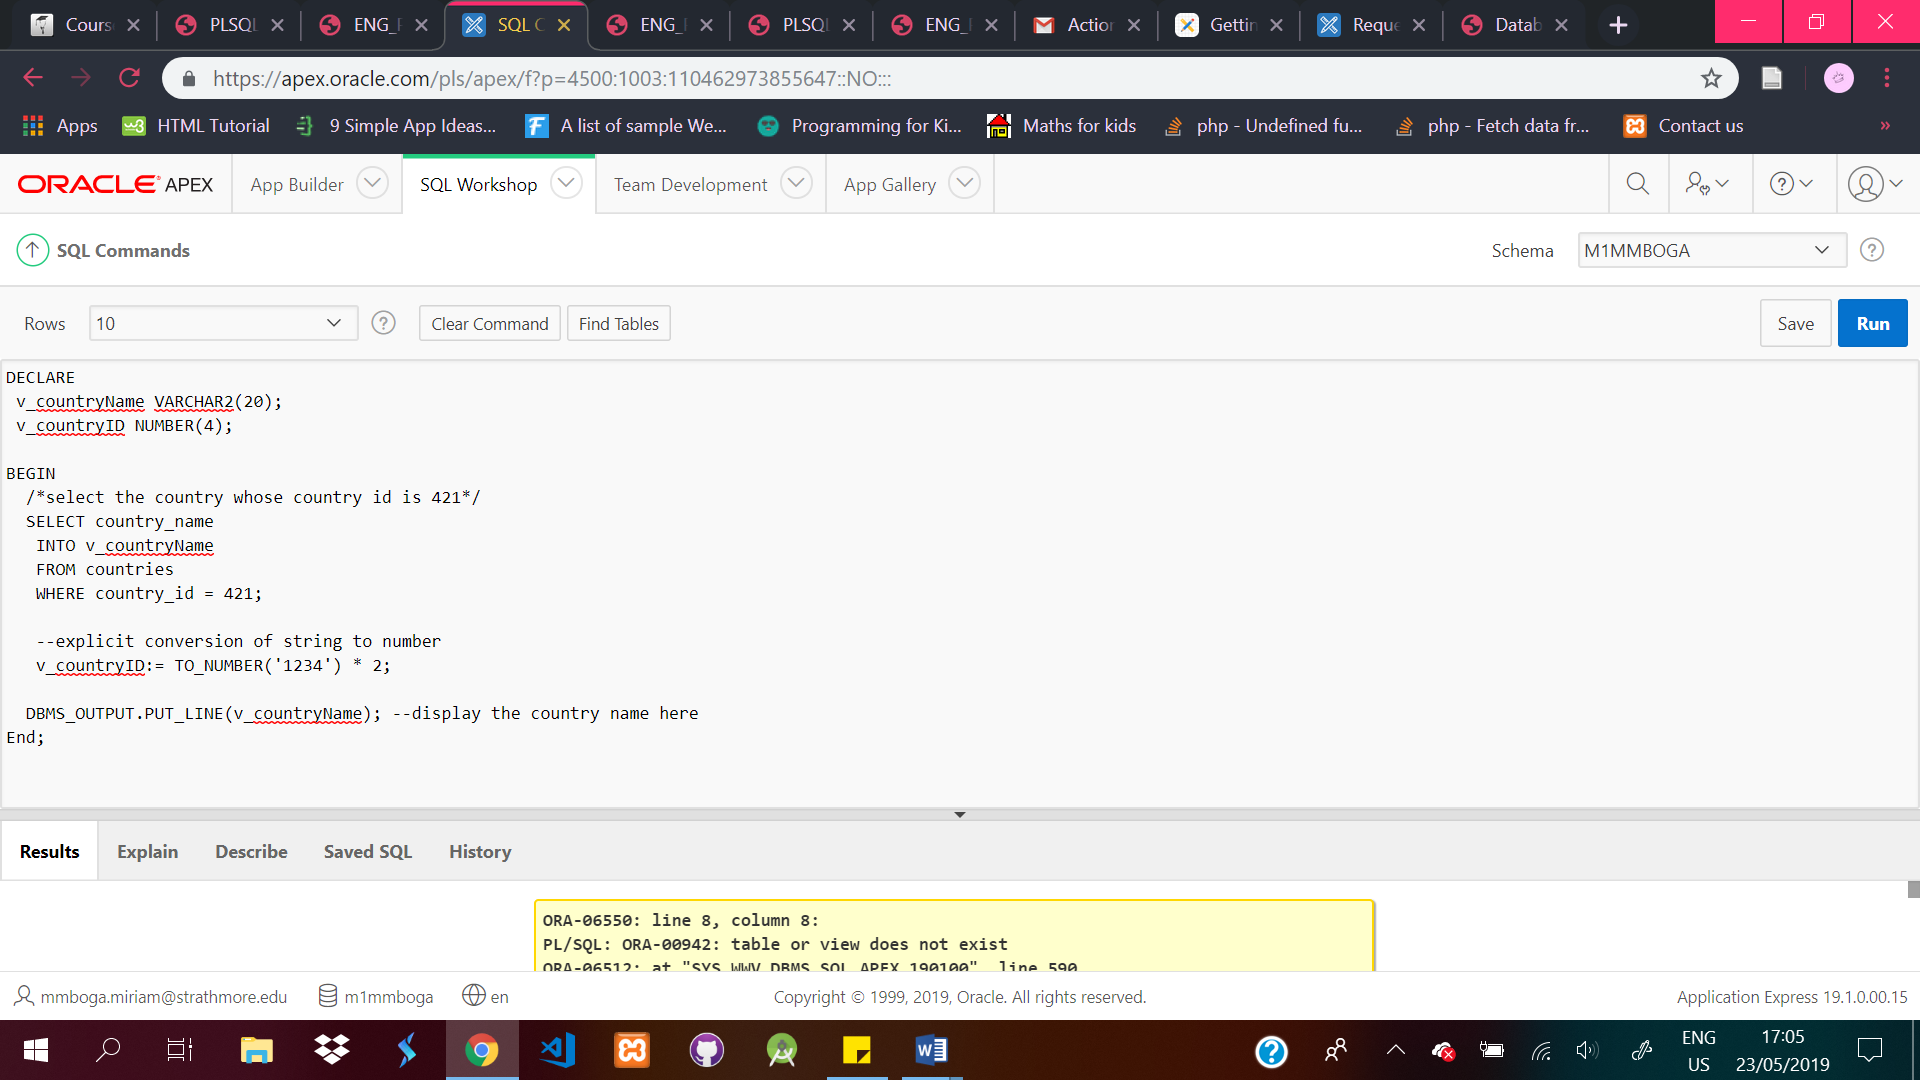 Cours
PLSQL
ENG_F
SQL C
ENG_I
PLSQL
ENG_I
Action
Gettin
Reque
Datab
https://apex.oracle.com/pls/apex/f?p=4500:1003:110462973855647::NO:::
Apps
HTML Tutorial
9 Simple App Ideas...
A list of sample We...
Programming for Ki...
Maths for kids
php - Undefined fu...
php - Fetch data fr...
Contact us
»
ORACLE APEX
App Builder
SQL Workshop
Team Development
App Gallery
SQL Commands
Schema
M1MMBOGA
Rows
10
Clear Command
Find Tables
Save
Run
DECLARE
v_countryName VARCHAR2(20);
v_countryID NUMBER(4);
BEGIN
/*select the country whose country id is 421*/
SELECT country_name
INTO v_countryName
FROM countries
WHERE country_id = 421;
--explicit conversion of string to number
v_countryID:= TO_NUMBER('1234') * 2;
DBMS_OUTPUT.PUT_LINE(v_countryName); --display the country name here
End;
Results
Explain
Describe
Saved SQL
History
ORA-06550: line 8, column 8:
PL/SQL: ORA-00942: table or view does not exist
ORA-06512: at "SYS.WWV_DBMS_SQL_APEX_190100", line 590
mmboga.miriam@strathmore.edu
m1mmboga
en
Copyright © 1999, 2019, Oracle. All rights reserved.
Application Express 19.1.0.00.15
ENG
US
17:05
23/05/2019